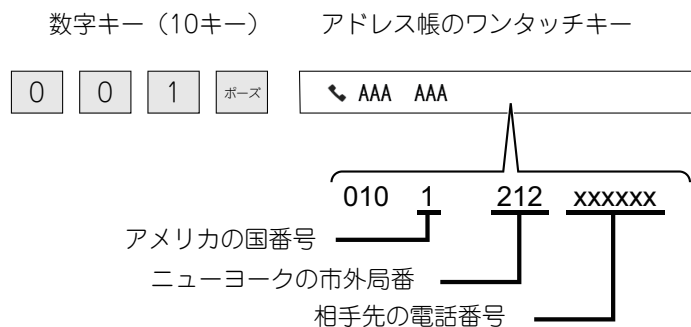 数字キー（10キー） アドレス帳のワンタッチキー
0 0 1 ポーズ AAA AAA
010 1 212 xxxxxx
アメリカの国番号
ニューヨークの市外局番
相手先の電話番号